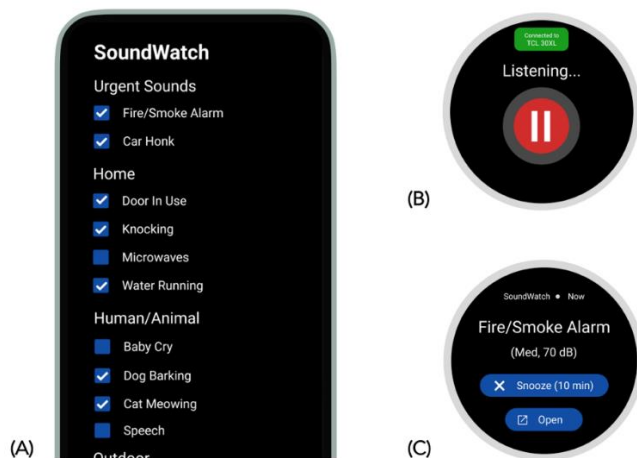 SoundWatch
Urgent Sounds
Fire/Smoke Alarm
Car Honk
Home
Door In Use
Knocking
Microwaves
Water Running
Human/Animal
Baby Cry
Dog Barking
Cat Meowing
Speech
Outdoor
(A)
Connected to
TCL 30XL
Listening...
(B)
SoundWatch • Now
Fire/Smoke Alarm
(Med, 70 dB)
Snooze (10 min)
Open
(C)